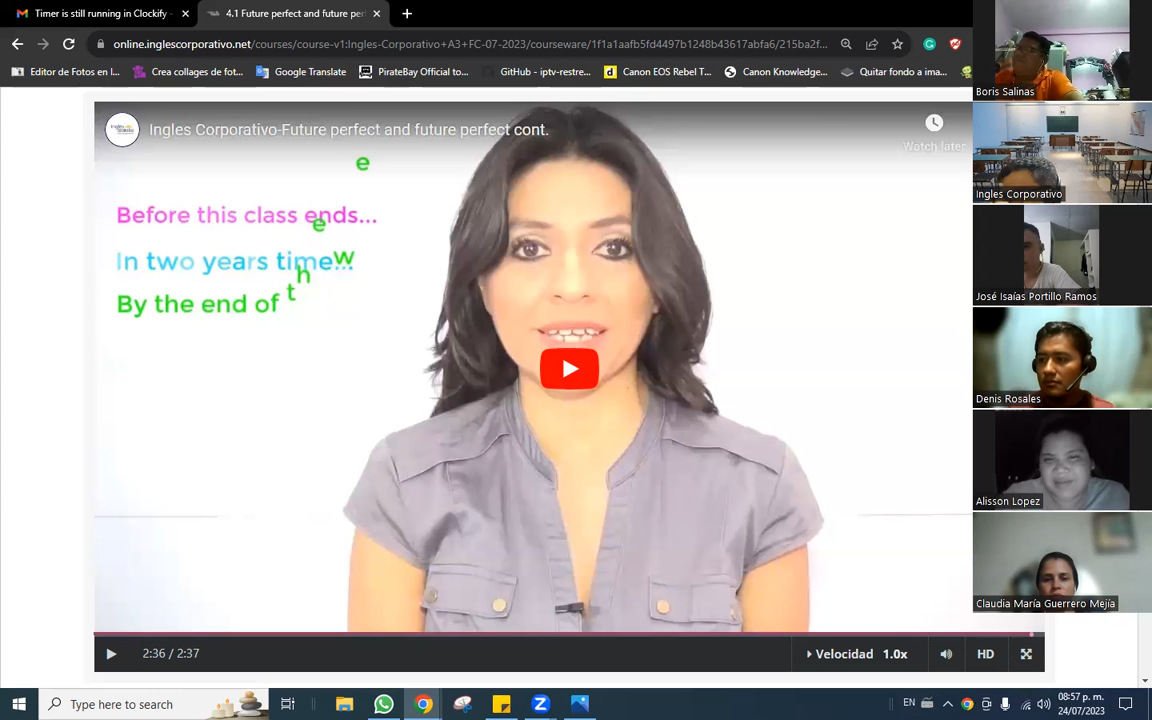 Timer is still running in Clockify -
4.1 Future perfect and future per
online.inglescorporativo.net/courses/course-v1:Ingles-Corporativo+A3+FC-07-2023/courseware/1f1a1aafb5fd4497b1248b43617abfa6/215ba2f...
Editor de Fotos en l...
Crea collages de fot...
Google Translate
PirateBay Official to...
GitHub - iptv-restre...
Canon EOS Rebel T...
Canon Knowledge...
Quitar fondo a ima...
Ingles Corporativo-Future perfect and future perfect cont.
Watch later
e
Before this class ends...
e
In two years time...
w
h
t
By the end of
2:36 / 2:37
Velocidad 1.0x
HD
Boris Salinas
Ingles Corporativo
José Isaías Portillo Ramos
Denis Rosales
Alisson Lopez
Claudia María Guerrero Mejía
Type here to search
EN
08:57 p. m.
24/07/2023